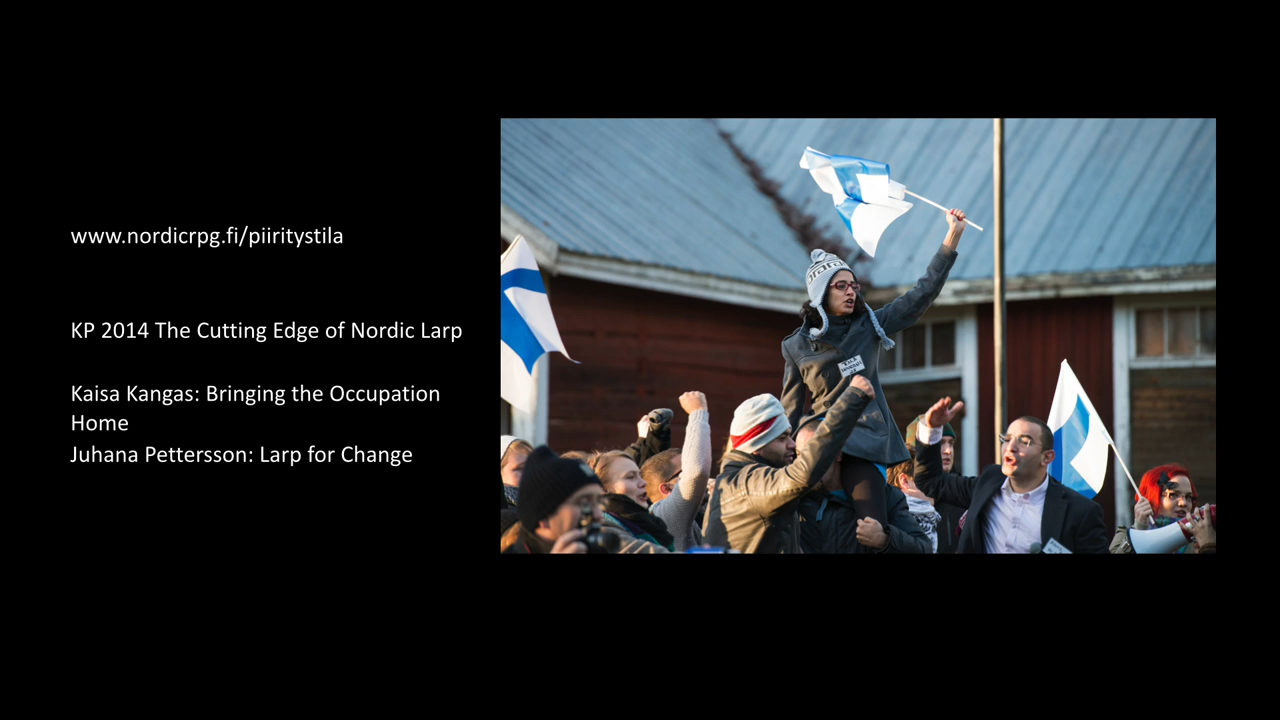 www.nordicrpg.fi/piiritystila
KP 2014 The Cutting Edge of Nordic Larp
Kaisa Kangas: Bringing the Occupation
Home
Juhana Pettersson: Larp for Change